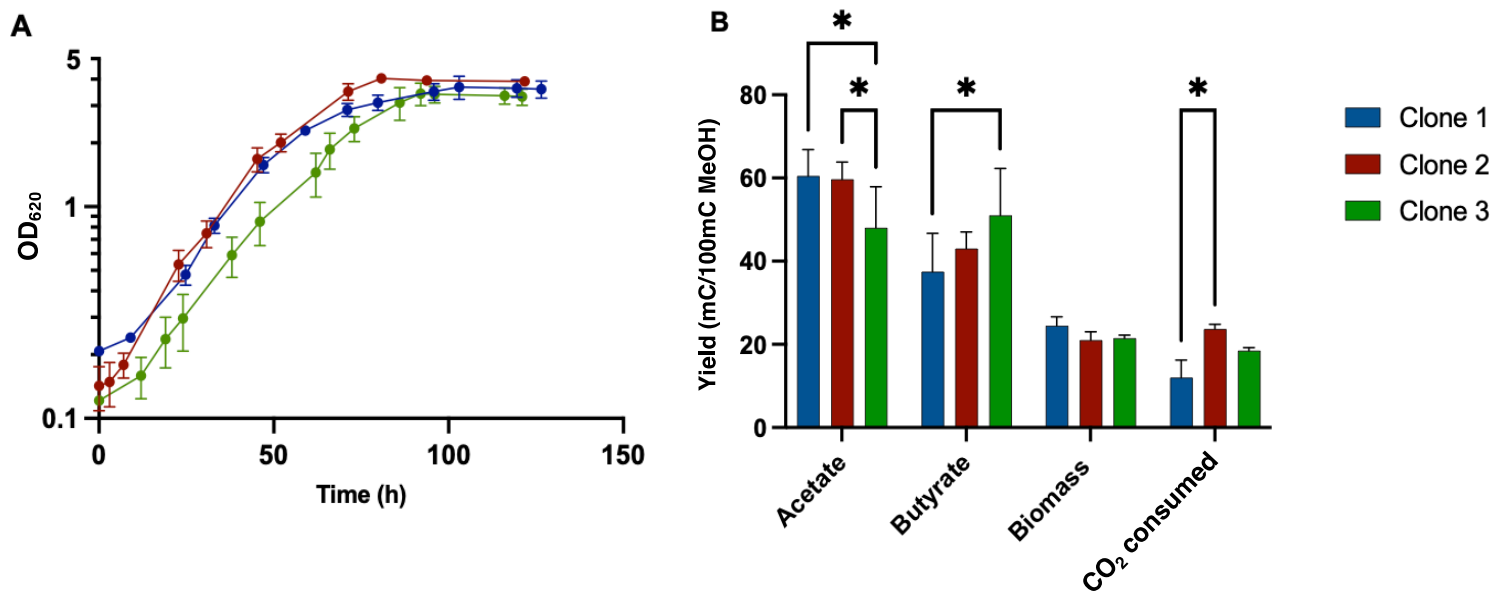 A
OD620
5
1
0.1
0
50
100
150
Time (h)
B
Yield (mC/100mC MeOH)
80
60
40
20
0
*
*
*
*
Acetate
Butyrate
Biomass
CO2 consumed
Clone 1
Clone 2
Clone 3